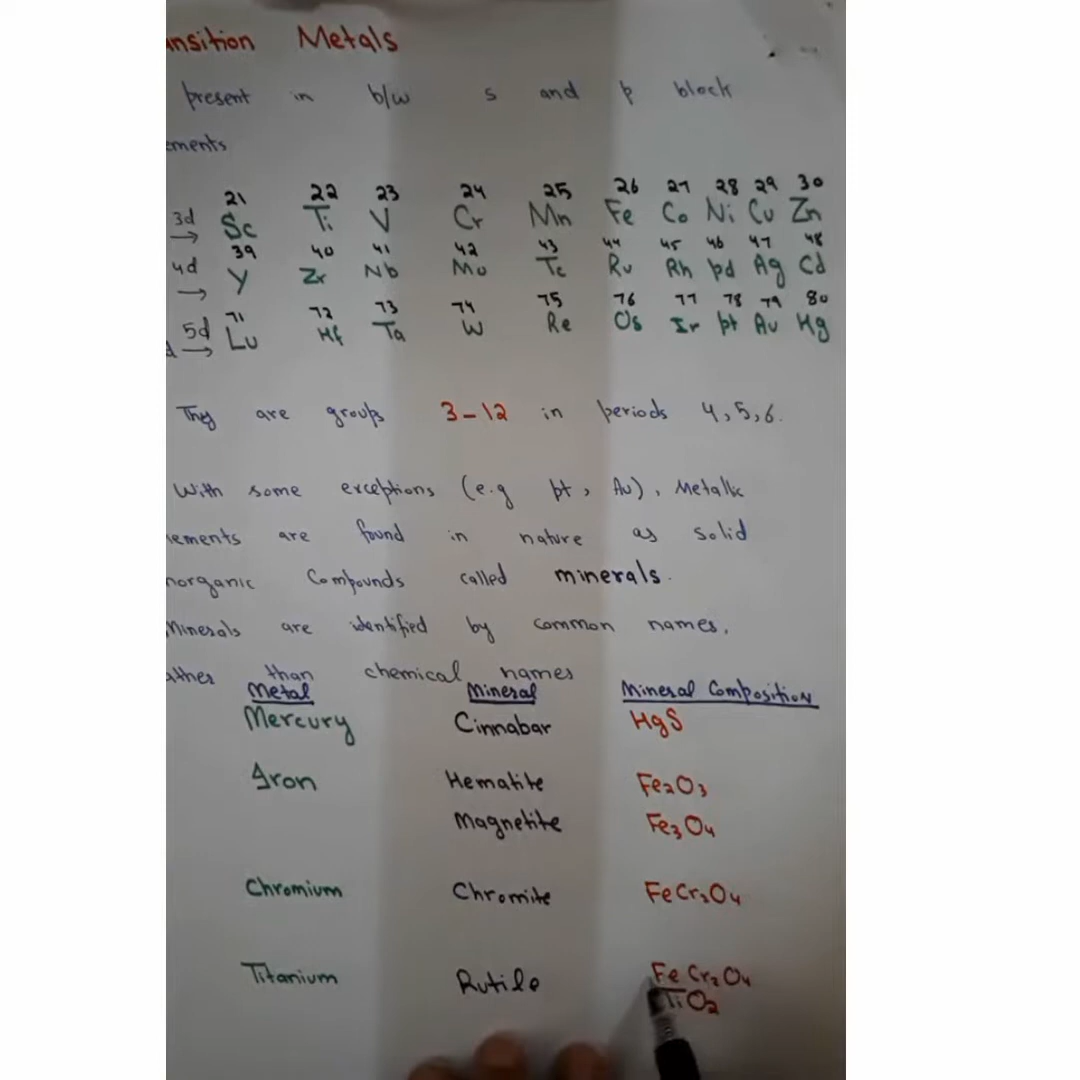 ansition Metals
present in b/w s and p block
ements
21 22 23 24 25 26 27 28 29 30
3d Sc Ti V Cr Mn Fe Co Ni Cu Zn
39 40 41 42 43 44 45 46 47 48
4d Y Zr Nb Mo Tc Ru Rh pd Ag Cd
71 72 73 74 75 76 77 78 79 80
5d Lu Hf Ta W Re Os Ir pt Au Hg
They are groups 3-12 in periods 4,5,6.
With some exceptions (e.g pt, Au), Metallic
ements are found in nature as solid
norganic Compounds called minerals.
Minerals are identified by common names,
ather than chemical names
Metal Mineral Mineral Composition
Mercury Cinnabar HgS
Iron Hematite Fe₂O₃
Magnetite Fe₃O₄
Chromium Chromite FeCr₂O₄
Titanium Rutile FeCr₂O₄
TiO₂